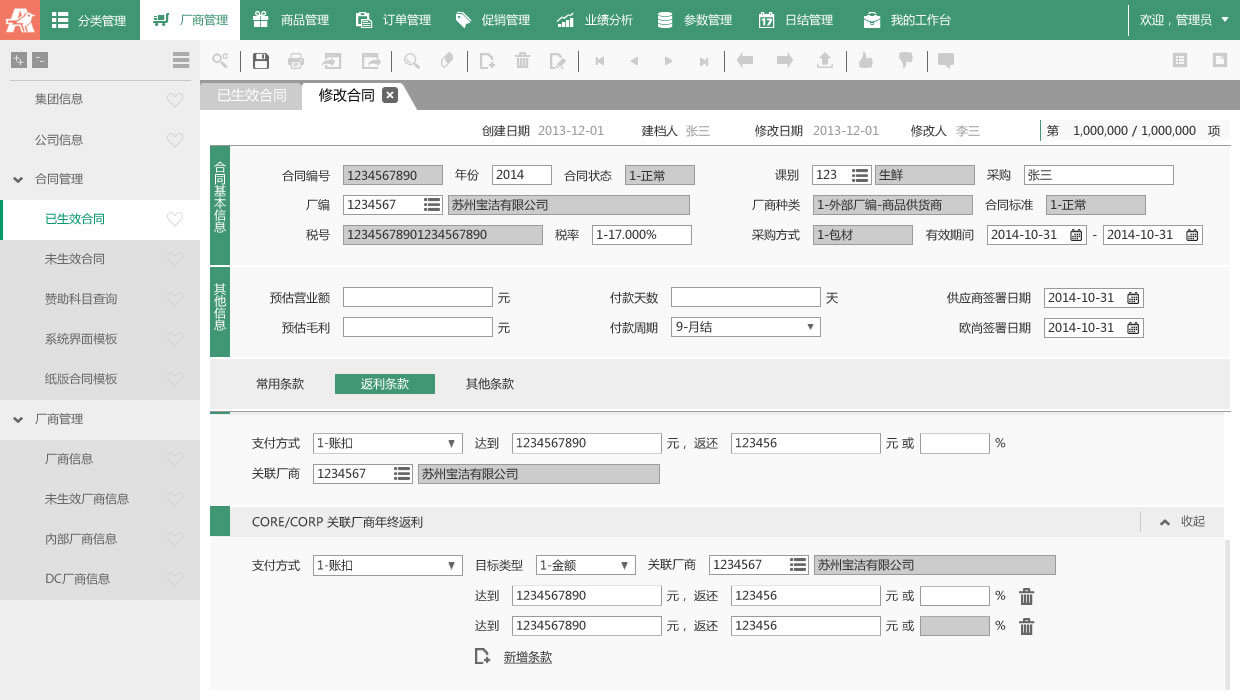 分类管理 厂商管理 商品管理 订单管理 促销管理 业绩分析 参数管理 日结管理 我的工作台 欢迎，管理员
集团信息
公司信息
合同管理
已生效合同
未生效合同
赞助科目查询
系统界面模板
纸版合同模板
厂商管理
厂商信息
未生效厂商信息
内部厂商信息
DC厂商信息
已生效合同 修改合同
创建日期 2013-12-01 建档人 张三 修改日期 2013-12-01 修改人 李三 第 1,000,000 / 1,000,000 项
合同基本信息
合同编号 1234567890 年份 2014 合同状态 1-正常 课别 123 生鲜 采购 张三
厂编 1234567 苏州宝洁有限公司 厂商种类 1-外部厂编-商品供货商 合同标准 1-正常
税号 12345678901234567890 税率 1-17.000% 采购方式 1-包材 有效期间 2014-10-31 - 2014-10-31
其他信息
预估营业额 元 付款天数 天 供应商签署日期 2014-10-31
预估毛利 元 付款周期 9-月结 欧尚签署日期 2014-10-31
常用条款 返利条款 其他条款
支付方式 1-账扣 达到 1234567890 元，返还 123456 元 或 %
关联厂商 1234567 苏州宝洁有限公司
CORE/CORP 关联厂商年终返利 收起
支付方式 1-账扣 目标类型 1-金额 关联厂商 1234567 苏州宝洁有限公司
达到 1234567890 元，返还 123456 元 或 %
达到 1234567890 元，返还 123456 元 或 %
新增条款